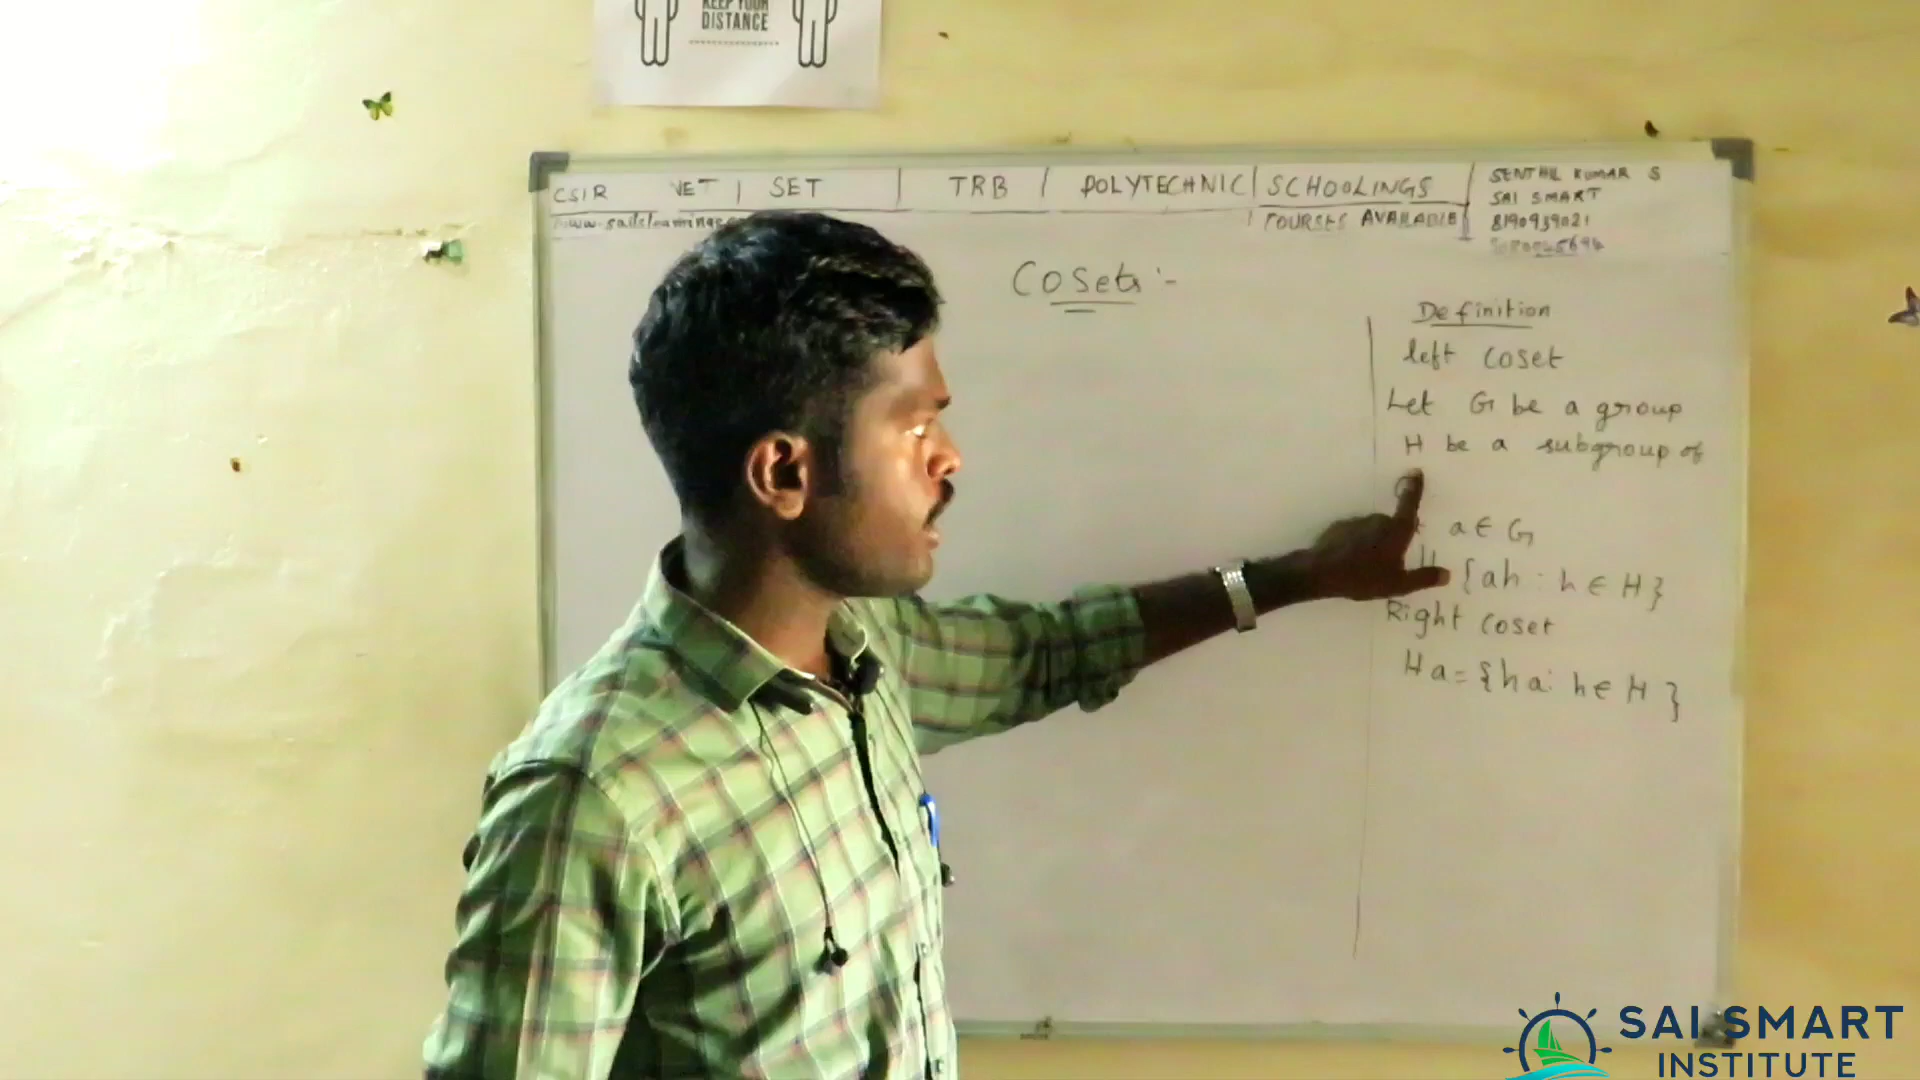 KEEP YOUR
DISTANCE
CSIR NET | SET | TRB | POLYTECHNIC | SCHOOLINGS
COURSES AVAILABLE
SENTHIL KUMAR S
SAI SMART
8190939021
Cosets :-
Definition
left coset
Let G be a group
H be a subgroup of
G
a ∈ G
H {ah : h ∈ H}
Right coset
Ha = {ha : h ∈ H}
SAI SMART
INSTITUTE